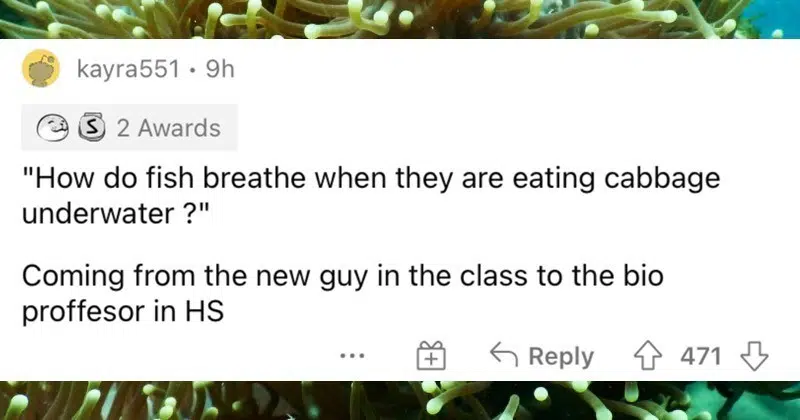 kayra551 • 9h
2 Awards
"How do fish breathe when they are eating cabbage
underwater ?"
Coming from the new guy in the class to the bio
proffesor in HS
... Reply 471